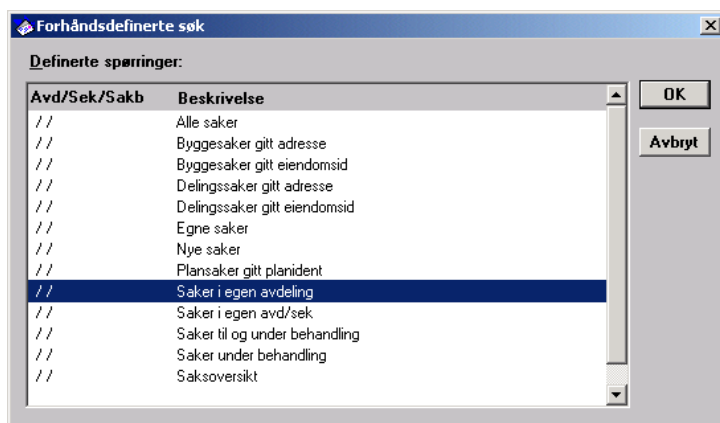 Forhåndsdefinerte søk
Definerte spørringer:
Avd/Sek/Sakb Beskrivelse
/ / Alle saker
/ / Byggesaker gitt adresse
/ / Byggesaker gitt eiendomsid
/ / Delingssaker gitt adresse
/ / Delingssaker gitt eiendomsid
/ / Egne saker
/ / Nye saker
/ / Plansaker gitt planident
/ / Saker i egen avdeling
/ / Saker i egen avd/sek
/ / Saker til og under behandling
/ / Saker under behandling
/ / Saksoversikt
OK
Avbryt